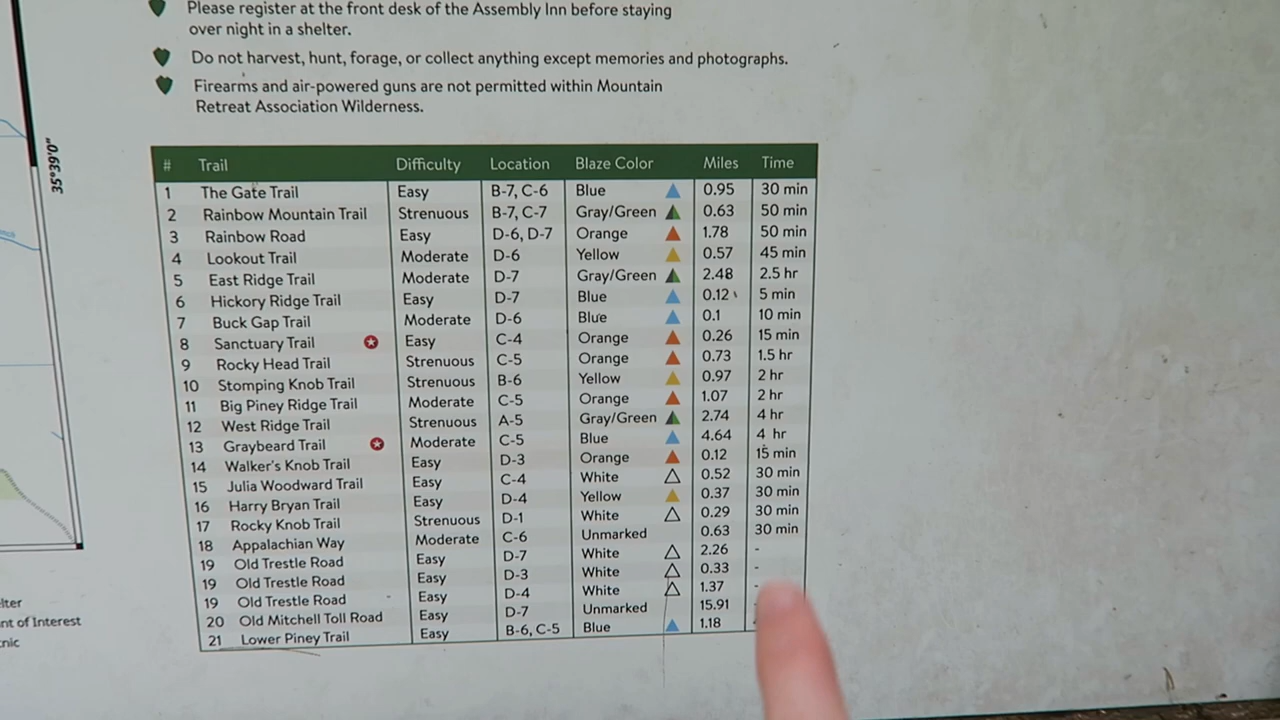 Please register at the front desk of the Assembly Inn before staying
over night in a shelter.
Do not harvest, hunt, forage, or collect anything except memories and photographs.
Firearms and air-powered guns are not permitted within Mountain
Retreat Association Wilderness.
35°39'0"
# Trail Difficulty Location Blaze Color Miles Time
1 The Gate Trail Easy B-7, C-6 Blue 0.95 30 min
2 Rainbow Mountain Trail Strenuous B-7, C-7 Gray/Green 0.63 50 min
3 Rainbow Road Easy D-6, D-7 Orange 1.78 50 min
4 Lookout Trail Moderate D-6 Yellow 0.57 45 min
5 East Ridge Trail Moderate D-7 Gray/Green 2.48 2.5 hr
6 Hickory Ridge Trail Easy D-7 Blue 0.12 5 min
7 Buck Gap Trail Moderate D-6 Blue 0.1 10 min
8 Sanctuary Trail Easy C-4 Orange 0.26 15 min
9 Rocky Head Trail Strenuous C-5 Orange 0.73 1.5 hr
10 Stomping Knob Trail Strenuous B-6 Yellow 0.97 2 hr
11 Big Piney Ridge Trail Moderate C-5 Orange 1.07 2 hr
12 West Ridge Trail Strenuous A-5 Gray/Green 2.74 4 hr
13 Graybeard Trail Moderate C-5 Blue 4.64 4 hr
14 Walker's Knob Trail Easy D-3 Orange 0.12 15 min
15 Julia Woodward Trail Easy C-4 White 0.52 30 min
16 Harry Bryan Trail Easy D-4 Yellow 0.37 30 min
17 Rocky Knob Trail Strenuous D-1 White 0.29 30 min
18 Appalachian Way Moderate C-6 Unmarked 0.63 30 min
19 Old Trestle Road Easy D-7 White 2.26 -
19 Old Trestle Road Easy D-3 White 0.33 -
19 Old Trestle Road Easy D-4 White 1.37 -
20 Old Mitchell Toll Road Easy D-7 Unmarked 15.91
21 Lower Piney Trail Easy B-6, C-5 Blue 1.18
lter
nt of Interest
cnic